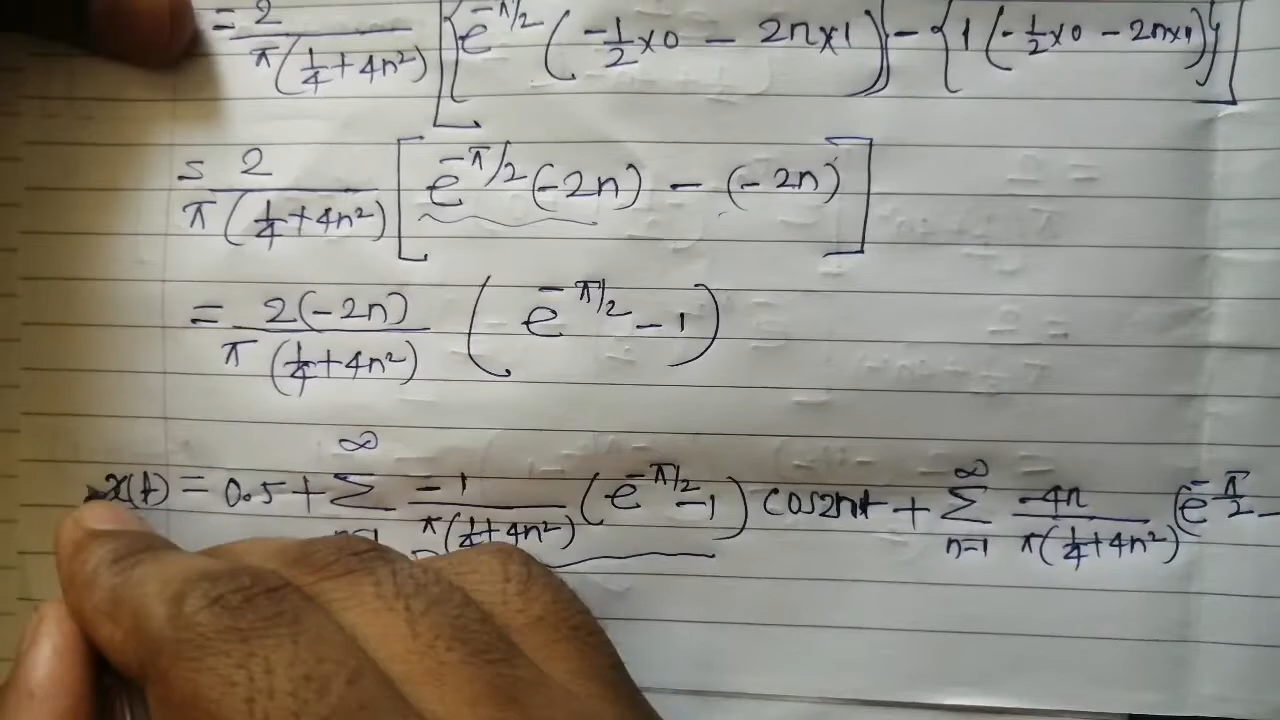 = 2/π(1/4+4n²) [{e^-π/2 (-1/2×0 - 2n×1)} - {1(-1/2×0 - 2n×1)}]
= 2/π(1/4+4n²) [e^-π/2(-2n) - (-2n)]
= 2(-2n)/π(1/4+4n²) (e^-π/2 - 1)
x(t) = 0.5 + ∞∑n=1 -1/π(1/4+4n²) (e^-π/2 - 1) cos2nt + ∞∑n=1 -4n/π(1/4+4n²) (e^-π/2 -